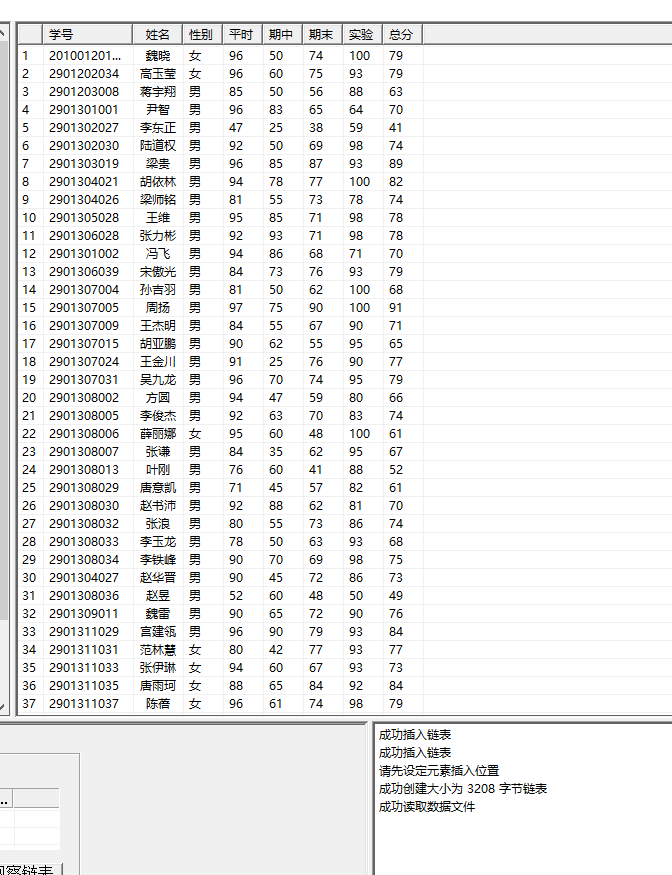 学号 姓名 性别 平时 期中 期末 实验 总分
1 201001201... 魏晓 女 96 50 74 100 79
2 2901202034 高玉莹 女 96 60 75 93 79
3 2901203008 蒋宇翔 男 85 50 56 88 63
4 2901301001 尹智 男 96 83 65 64 70
5 2901302027 李东正 男 47 25 38 59 41
6 2901302030 陆道权 男 92 50 69 98 74
7 2901303019 梁贵 男 96 85 87 93 89
8 2901304021 胡依林 男 94 78 77 100 82
9 2901304026 梁师铭 男 81 55 73 78 74
10 2901305028 王维 男 95 85 71 98 78
11 2901306028 张力彬 男 92 93 71 98 78
12 2901301002 冯飞 男 94 86 68 71 70
13 2901306039 宋傲光 男 84 73 76 93 79
14 2901307004 孙吉羽 男 81 50 62 100 68
15 2901307005 周扬 男 97 75 90 100 91
16 2901307009 王杰明 男 84 55 67 90 71
17 2901307015 胡亚鹏 男 90 62 55 95 65
18 2901307024 王金川 男 91 25 76 90 77
19 2901307031 吴九龙 男 96 70 74 95 79
20 2901308002 方圆 男 94 47 59 80 66
21 2901308005 李俊杰 男 92 63 70 83 74
22 2901308006 薛丽娜 女 95 60 48 100 61
23 2901308007 张谦 男 84 35 62 95 67
24 2901308013 叶刚 男 76 60 41 88 52
25 2901308029 唐意凯 男 71 45 57 82 61
26 2901308030 赵书沛 男 92 88 62 81 70
27 2901308032 张浪 男 80 55 73 86 74
28 2901308033 李玉龙 男 78 50 63 93 68
29 2901308034 李铁峰 男 90 70 69 98 75
30 2901304027 赵华晋 男 90 45 72 86 73
31 2901308036 赵昱 男 52 60 48 50 49
32 2901309011 魏雷 男 90 65 72 90 76
33 2901311029 宫建瓴 男 96 90 79 93 84
34 2901311031 范林慧 女 80 42 77 93 77
35 2901311033 张伊琳 女 94 60 67 93 73
36 2901311035 唐雨珂 女 88 65 84 92 84
37 2901311037 陈蓿 女 96 61 74 98 79
成功插入链表
成功插入链表
请先设定元素插入位置
成功创建大小为 3208 字节链表
成功读取数据文件
...
察链表